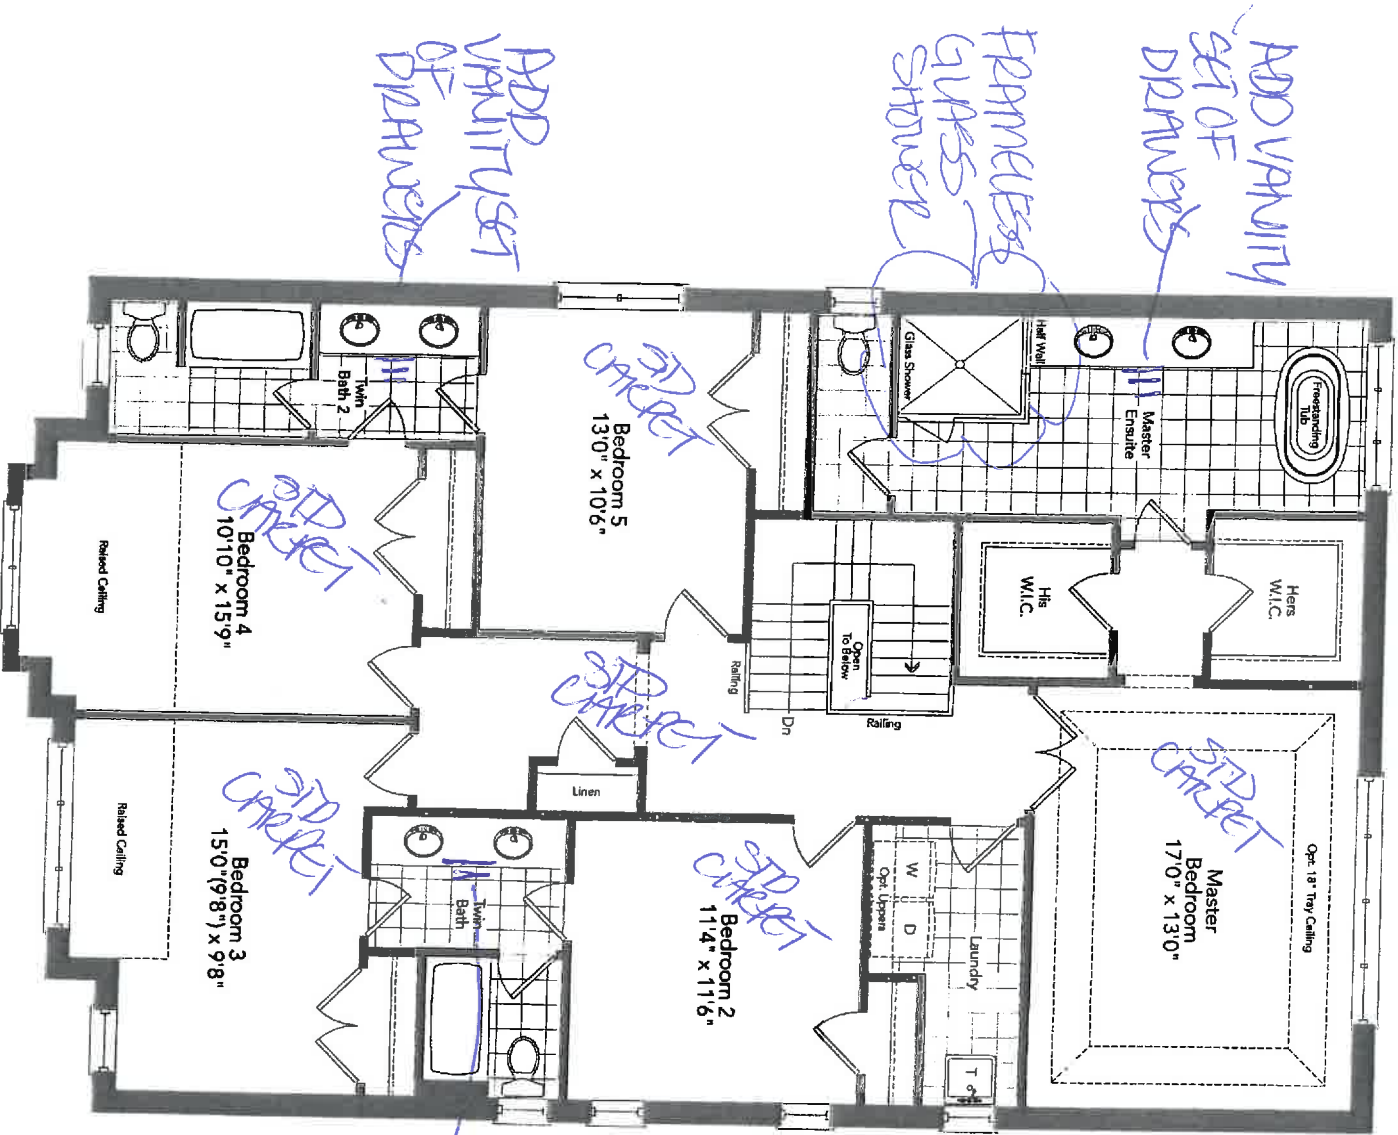 ADD VANITY
SET OF
DRAWERS
FRAMELESS
GLASS
SHOWER
ADD
VANITY SET
OF
DRAWERS
Freestanding
Tub
Master
Ensuite
Half Wall
Glass Shower
Hers
W.I.C.
His
W.I.C.
STD
CARPET
Bedroom 5
13'0" x 10'6"
Twin
Bath 2
STD
CARPET
Bedroom 4
10'10" x 15'9"
Raised Ceiling
Open
To Below
Railing
Dn
Railing
STD
CARPET
Linen
Opt. 18" Tray Ceiling
STD
CARPET
Master
Bedroom
17'0" x 13'0"
Laundry
W D
Opt. Uppers
T
STD
CARPET
Bedroom 2
11'4" x 11'6"
Twin
Bath
STD
CARPET
Bedroom 3
15'0"(9'8") x 9'8"
Raised Ceiling